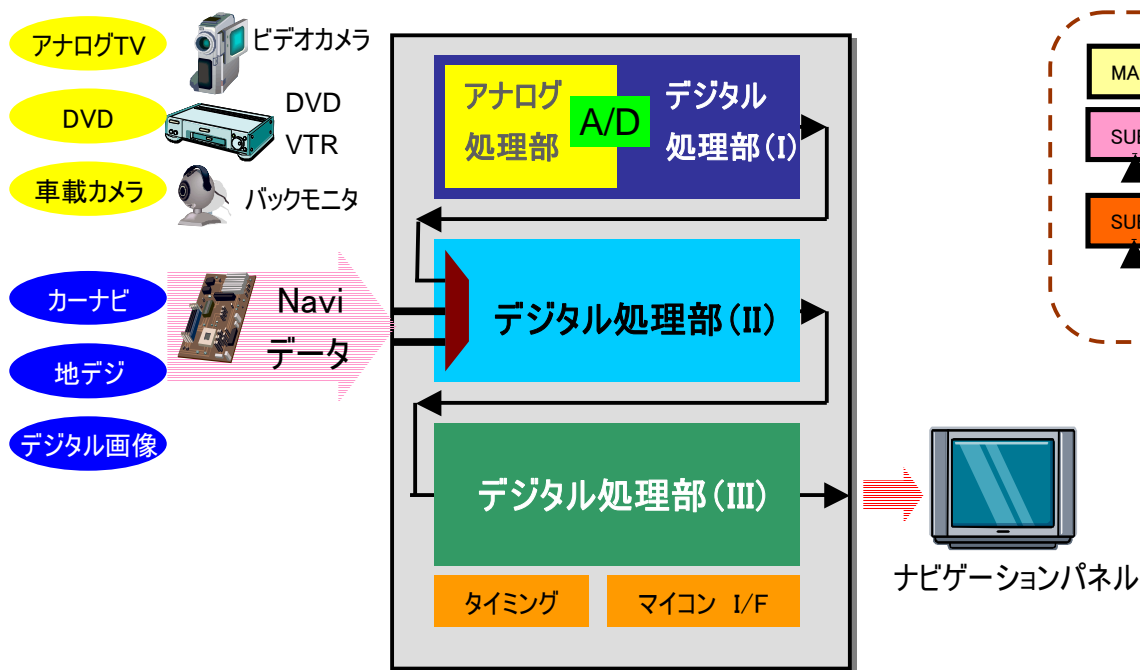 アナログTV
ビデオカメラ
DVD
DVD
VTR
車載カメラ
バックモニタ
カーナビ
地デジ
デジタル画像
Navi
データ
アナログ
処理部
A/D
デジタル
処理部(I)
デジタル処理部(II)
デジタル処理部(III)
タイミング
マイコン I/F
ナビゲーションパネル